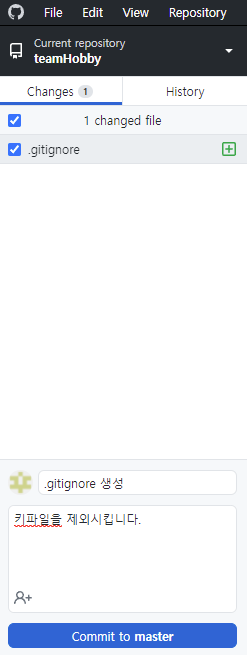 File Edit View Repository
Current repository
teamHobby
Changes 1 History
1 changed file
.gitignore
.gitignore 생성
키파일을 제외시킵니다.
Commit to master